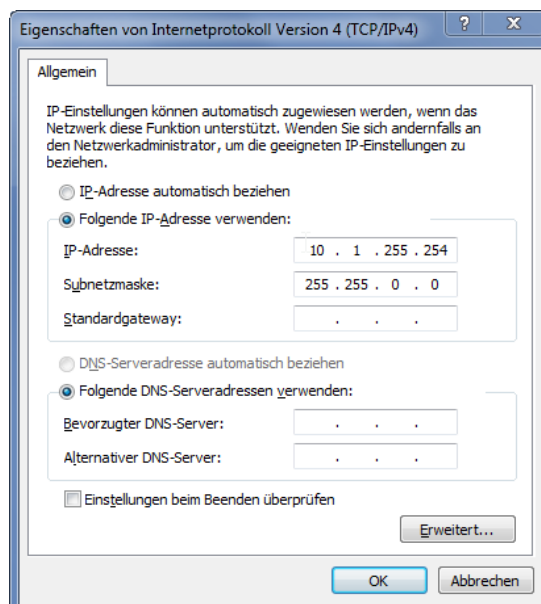 Eigenschaften von Internetprotokoll Version 4 (TCP/IPv4)
?
X
Allgemein
IP-Einstellungen können automatisch zugewiesen werden, wenn das
Netzwerk diese Funktion unterstützt. Wenden Sie sich andernfalls an
den Netzwerkadministrator, um die geeigneten IP-Einstellungen zu
beziehen.
IP-Adresse automatisch beziehen
Folgende IP-Adresse verwenden:
IP-Adresse: 10 . 1 . 255 . 254
Subnetzmaske: 255 . 255 . 0 . 0
Standardgateway: . . .
DNS-Serveradresse automatisch beziehen
Folgende DNS-Serveradressen verwenden:
Bevorzugter DNS-Server: . . .
Alternativer DNS-Server: . . .
Einstellungen beim Beenden überprüfen
Erweitert...
OK Abbrechen